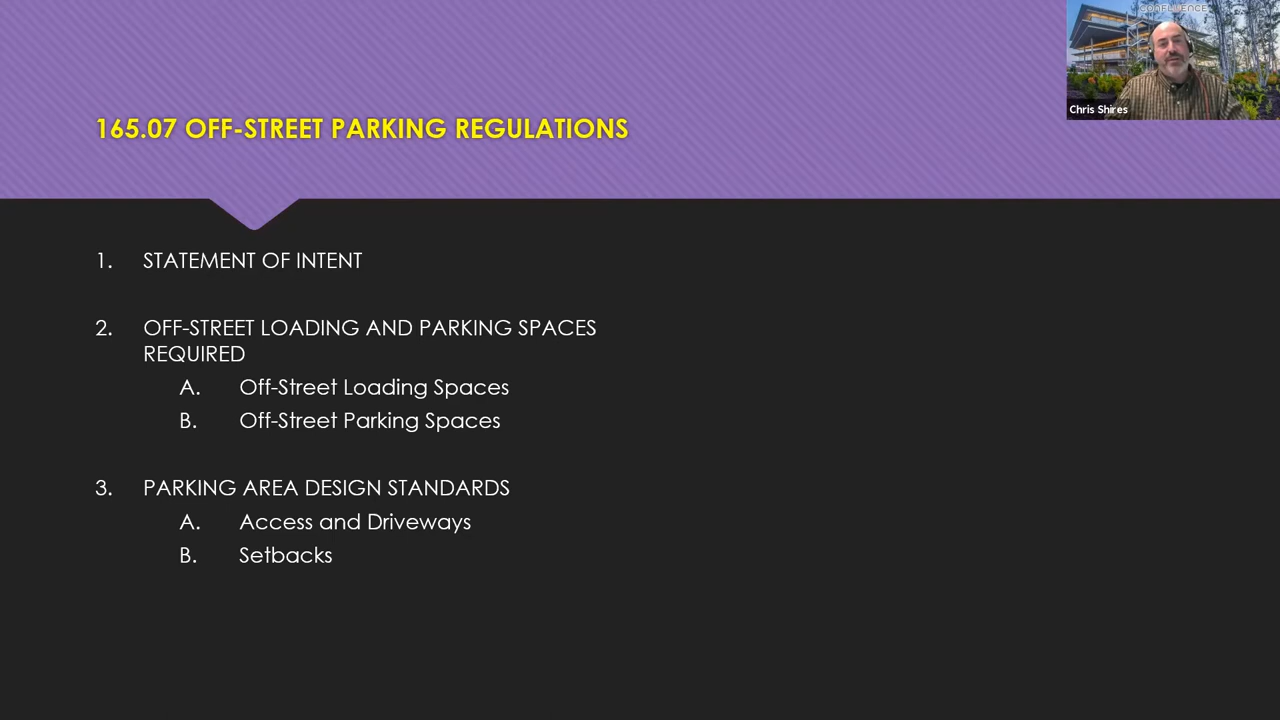 CONFLUENCE
Chris Shires
165.07 OFF-STREET PARKING REGULATIONS
1. STATEMENT OF INTENT
2. OFF-STREET LOADING AND PARKING SPACES
REQUIRED
A. Off-Street Loading Spaces
B. Off-Street Parking Spaces
3. PARKING AREA DESIGN STANDARDS
A. Access and Driveways
B. Setbacks